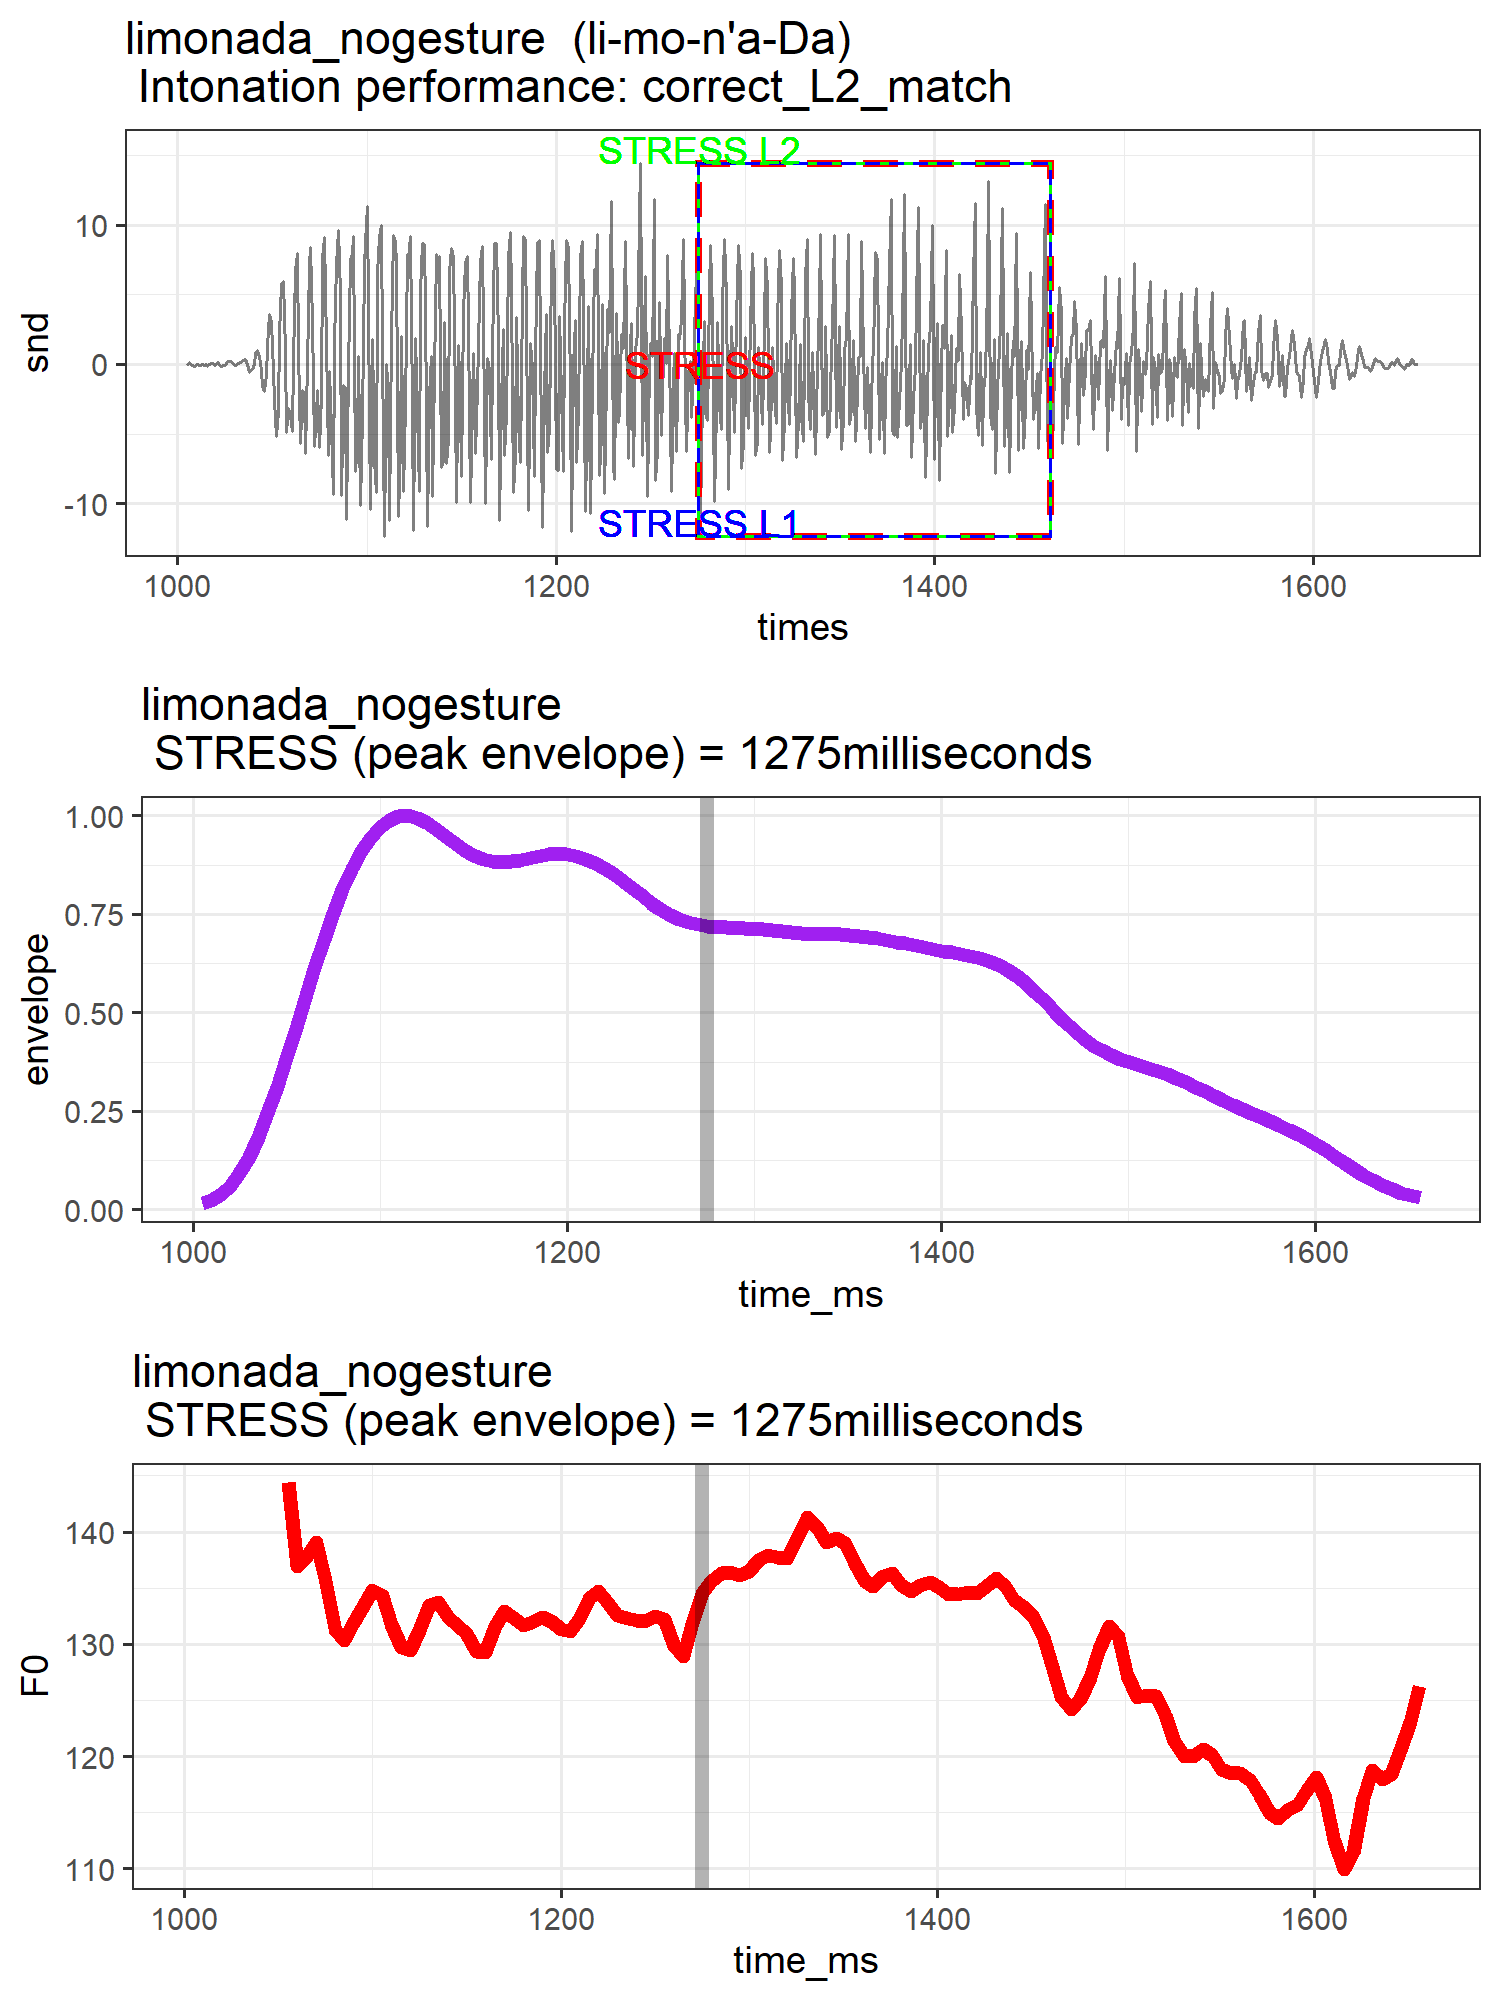 limonada_nogesture  (li-mo-n'a-Da)
Intonation performance: correct_L2_match
STRESS L2
10
snd
0
STRESS
-10
STRESS L1
1000 1200 1400 1600
times
limonada_nogesture
STRESS (peak envelope) = 1275milliseconds
1.00
0.75
envelope
0.50
0.25
0.00
1000 1200 1400 1600
time_ms
limonada_nogesture
STRESS (peak envelope) = 1275milliseconds
140
130
F0
120
110
1000 1200 1400 1600
time_ms